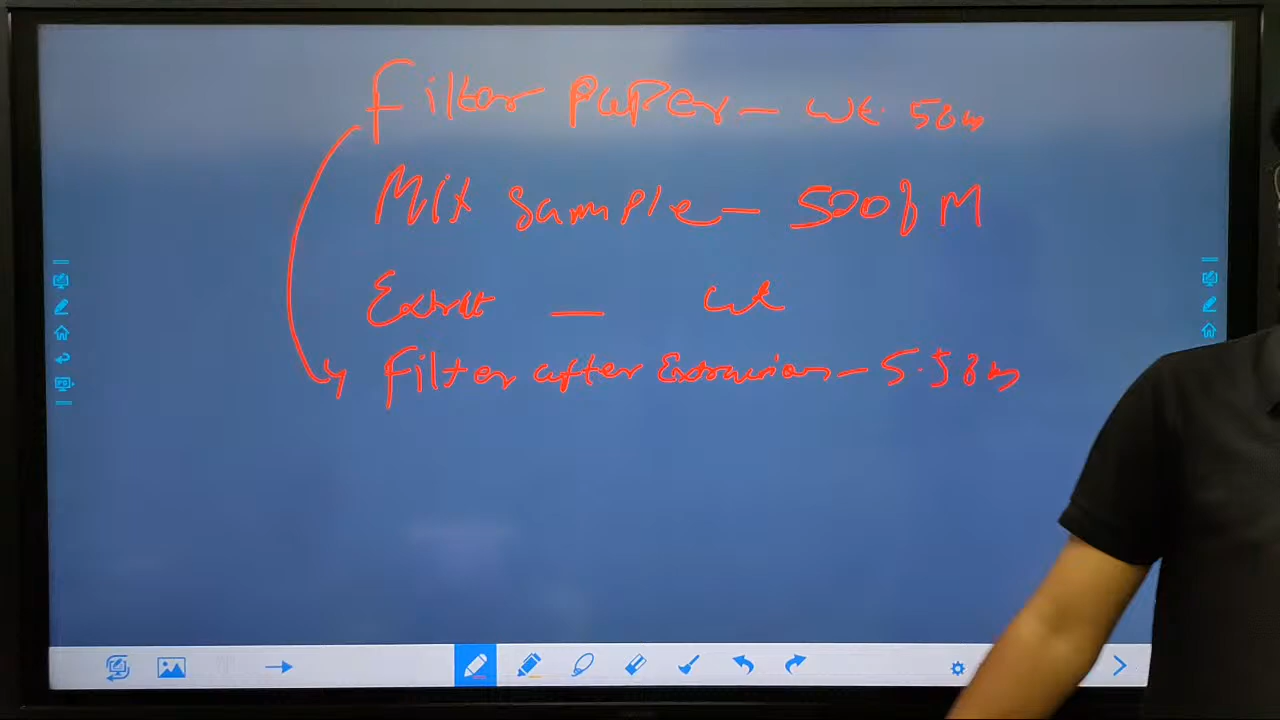 Filter Paper - wt. 5gm
Mix Sample - 500gM
Extract - wt
Filter after Extraction - 5.5gm